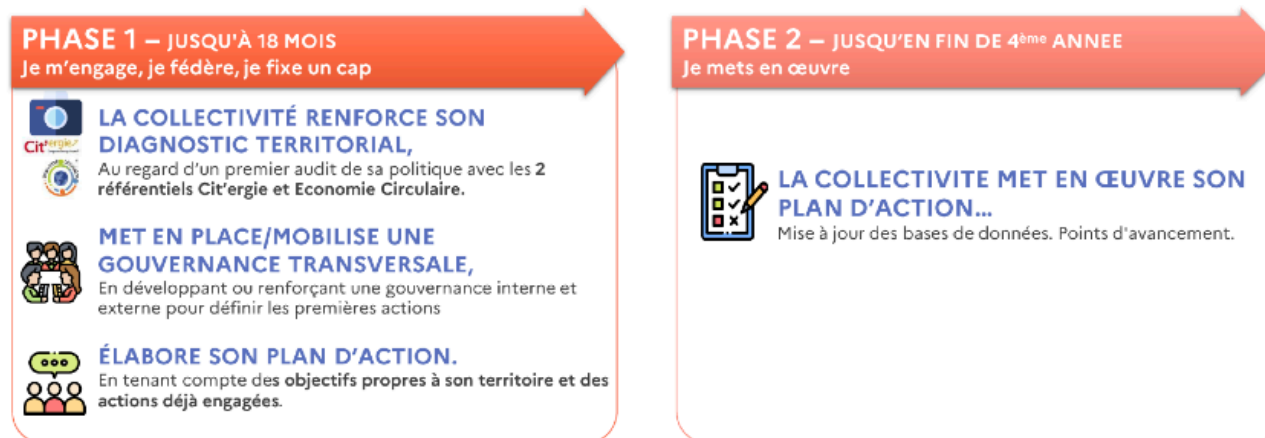 PHASE 1 – JUSQU'À 18 MOIS
Je m'engage, je fédère, je fixe un cap
Cit'ergie
LA COLLECTIVITÉ RENFORCE SON
DIAGNOSTIC TERRITORIAL,
Au regard d'un premier audit de sa politique avec les 2
référentiels Cit'ergie et Economie Circulaire.
MET EN PLACE/MOBILISE UNE
GOUVERNANCE TRANSVERSALE,
En développant ou renforçant une gouvernance interne et
externe pour définir les premières actions
ÉLABORE SON PLAN D'ACTION.
En tenant compte des objectifs propres à son territoire et des
actions déjà engagées.
PHASE 2 – JUSQU'EN FIN DE 4ème ANNEE
Je mets en œuvre
LA COLLECTIVITE MET EN ŒUVRE SON
PLAN D'ACTION...
Mise à jour des bases de données. Points d'avancement.